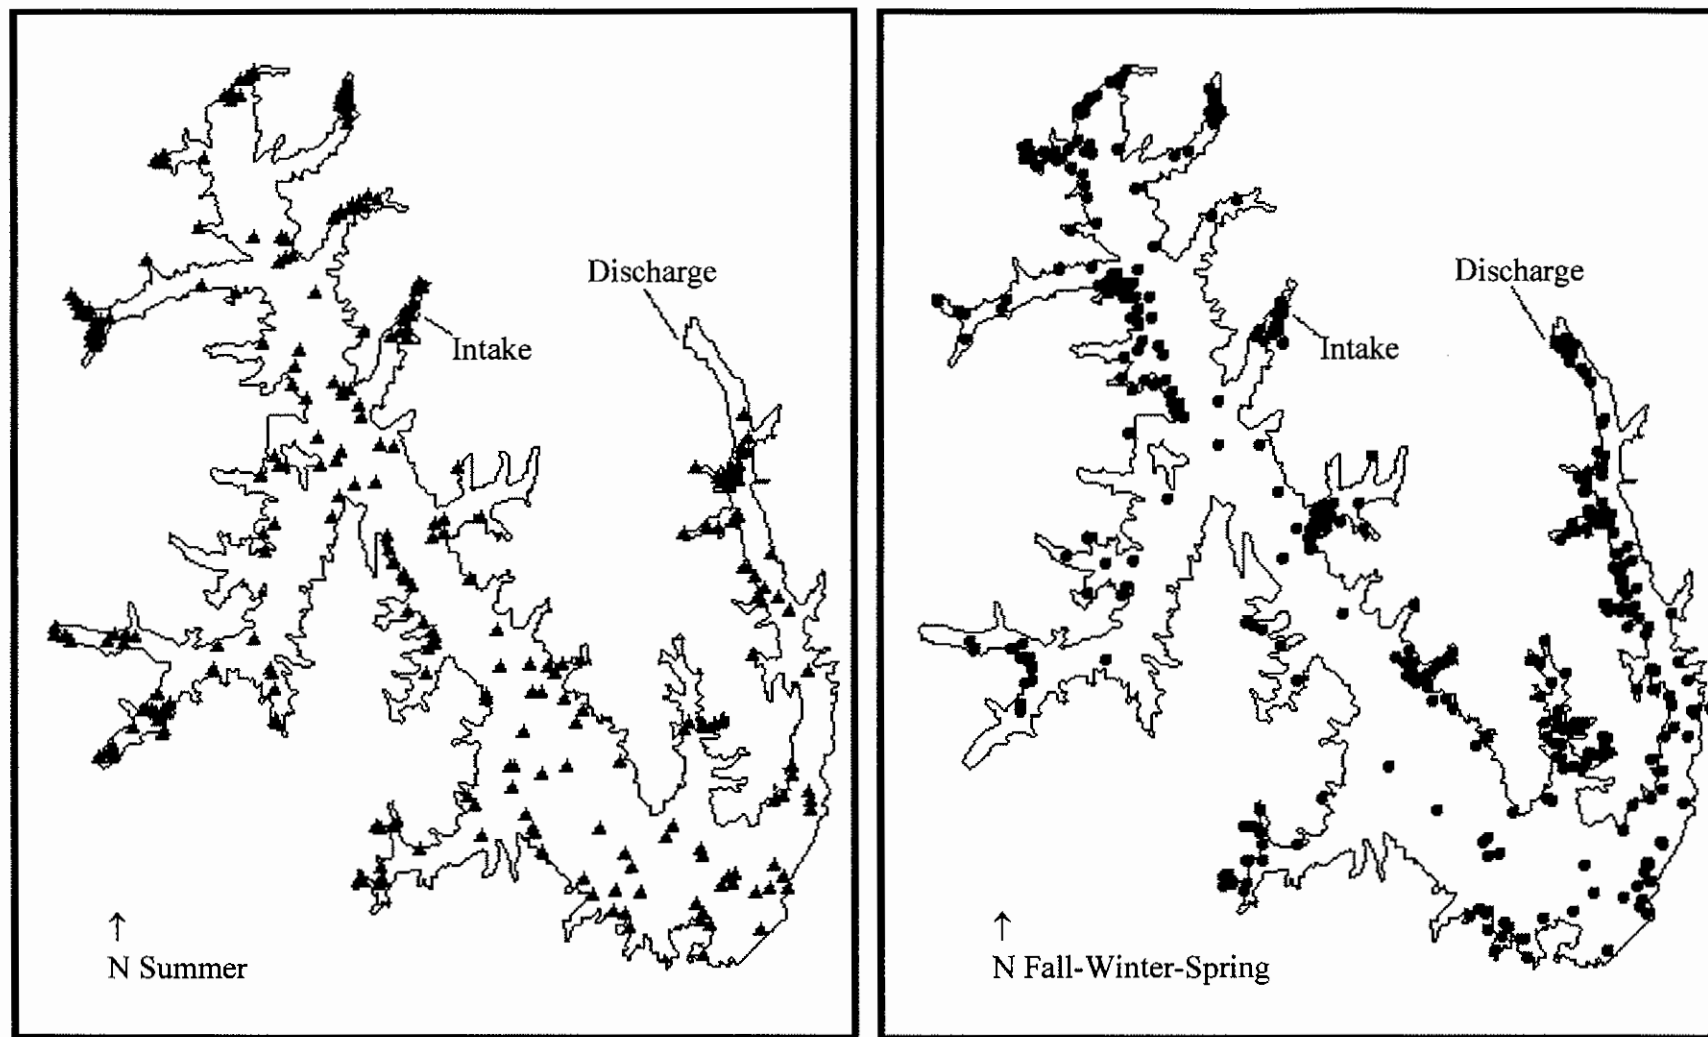 Discharge
Intake
↑
N Summer
Discharge
Intake
↑
N Fall-Winter-Spring